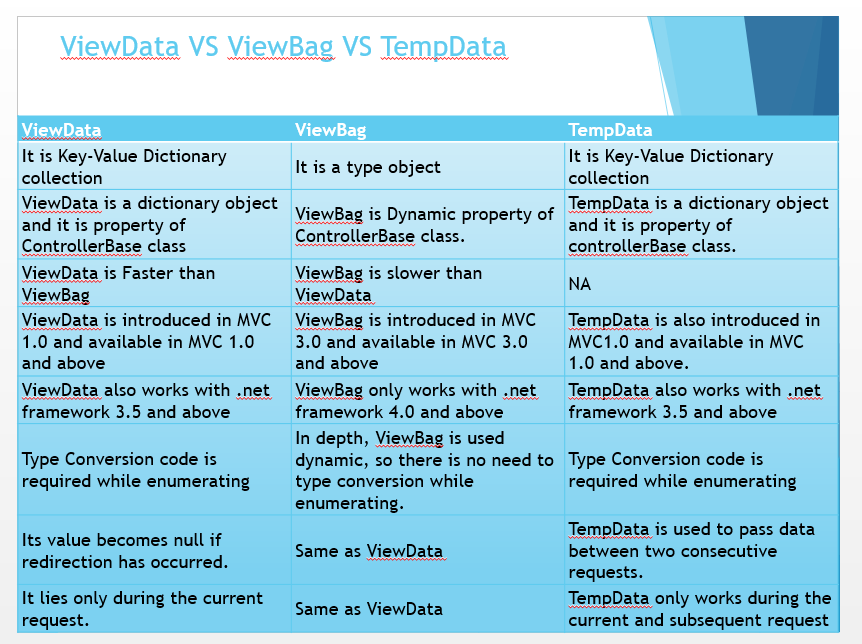 ViewData VS ViewBag VS TempData
ViewData
ViewBag
TempData
It is Key-Value Dictionary
collection
It is a type object
It is Key-Value Dictionary
collection
ViewData is a dictionary object
and it is property of
ControllerBase class
ViewBag is Dynamic property of
ControllerBase class.
TempData is a dictionary object
and it is property of
controllerBase class.
ViewData is Faster than
ViewBag
ViewBag is slower than
ViewData
NA
ViewData is introduced in MVC
1.0 and available in MVC 1.0
and above
ViewBag is introduced in MVC
3.0 and available in MVC 3.0
and above
TempData is also introduced in
MVC1.0 and available in MVC
1.0 and above.
ViewData also works with .net
framework 3.5 and above
ViewBag only works with .net
framework 4.0 and above
TempData also works with .net
framework 3.5 and above
Type Conversion code is
required while enumerating
In depth, ViewBag is used
dynamic, so there is no need to
type conversion while
enumerating.
Type Conversion code is
required while enumerating
Its value becomes null if
redirection has occurred.
Same as ViewData
TempData is used to pass data
between two consecutive
requests.
It lies only during the current
request.
Same as ViewData
TempData only works during the
current and subsequent request